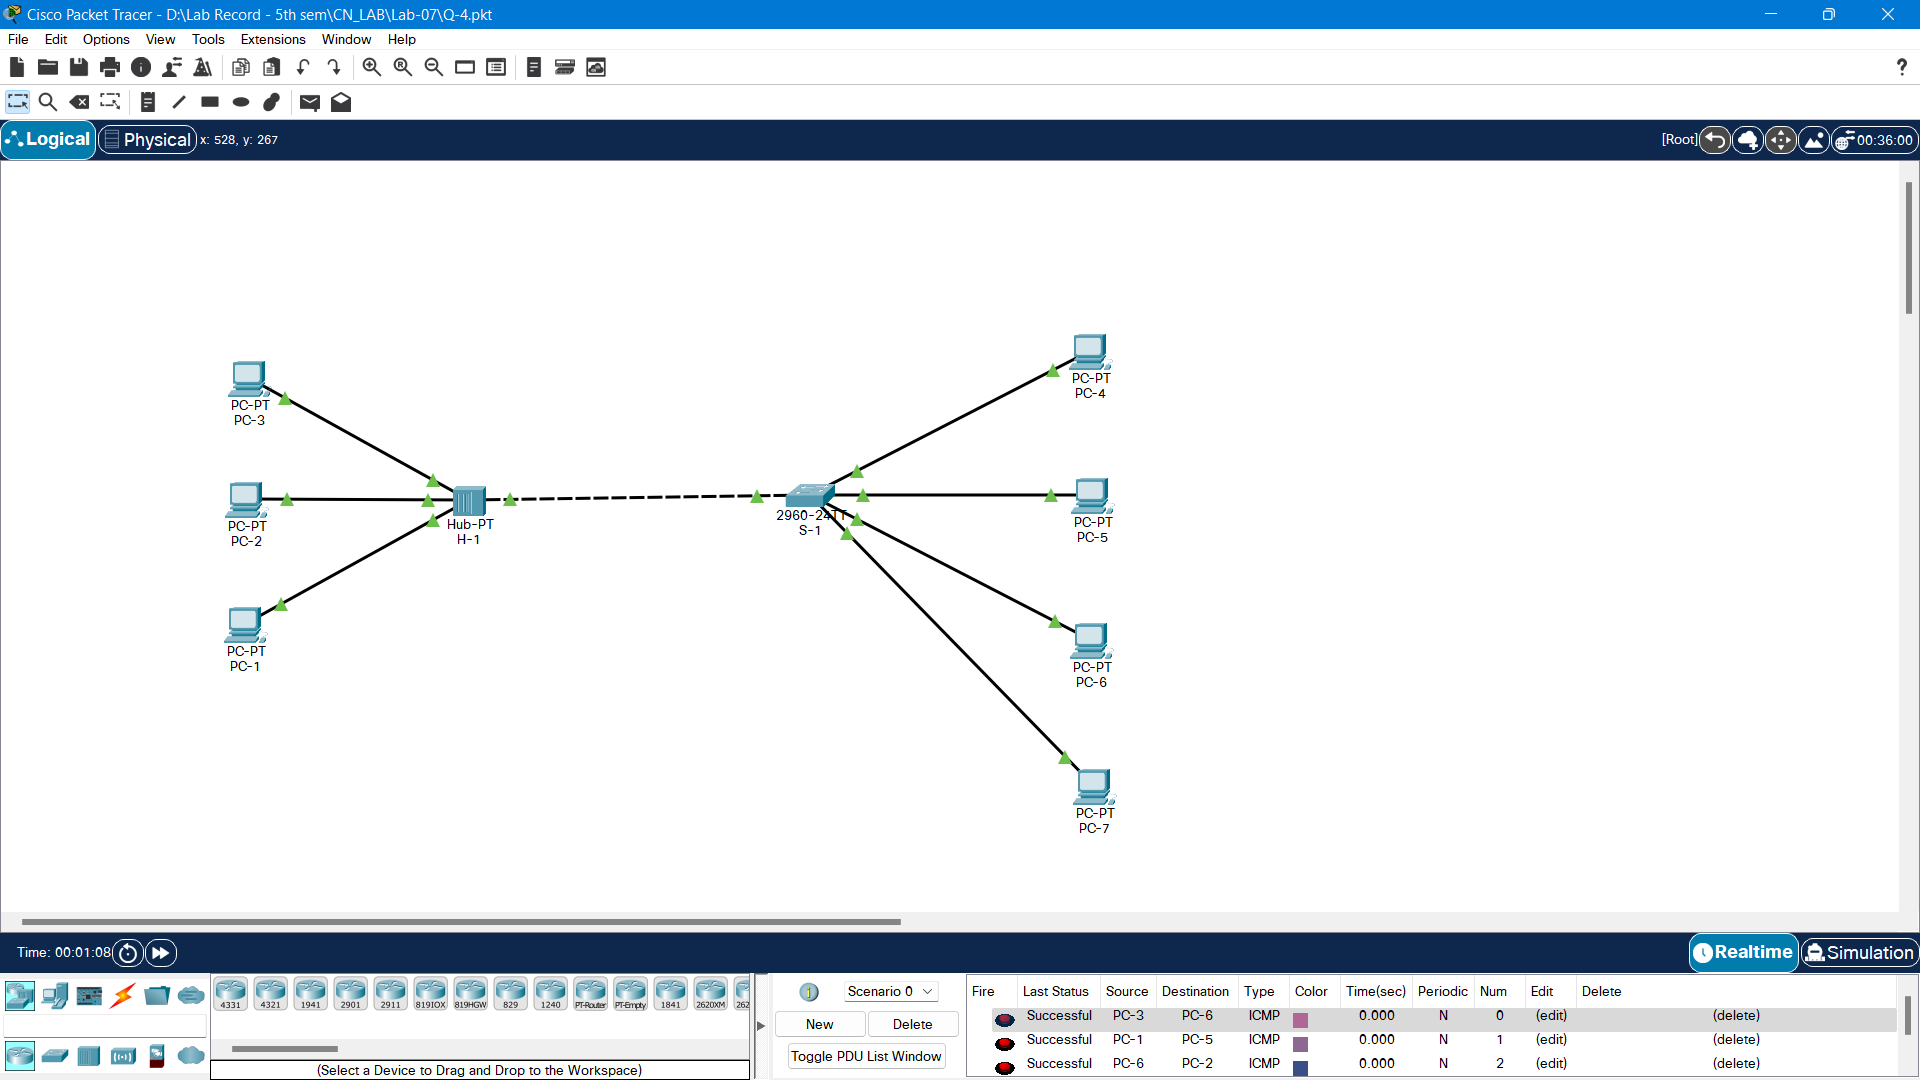 Cisco Packet Tracer - D:\Lab Record - 5th sem\CN_LAB\Lab-07\Q-4.pkt
File Edit Options View Tools Extensions Window Help
?
Logical Physical x: 528, y: 267 [Root] 00:36:00
PC-PT
PC-4
PC-PT
PC-3
PC-PT
PC-5
PC-PT
PC-2
Hub-PT
H-1
2960-24TT
S-1
PC-PT
PC-1
PC-PT
PC-6
PC-PT
PC-7
Time: 00:01:08 Realtime Simulation
4331 4321 1941 2901 2911 819IOX 819HGW 829 1240 PT-Router PT-Empty 1841 2620XM 262
(Select a Device to Drag and Drop to the Workspace)
Scenario 0
New Delete
Toggle PDU List Window
Fire Last Status Source Destination Type Color Time(sec) Periodic Num Edit Delete
Successful PC-3 PC-6 ICMP 0.000 N 0 (edit) (delete)
Successful PC-1 PC-5 ICMP 0.000 N 1 (edit) (delete)
Successful PC-6 PC-2 ICMP 0.000 N 2 (edit) (delete)